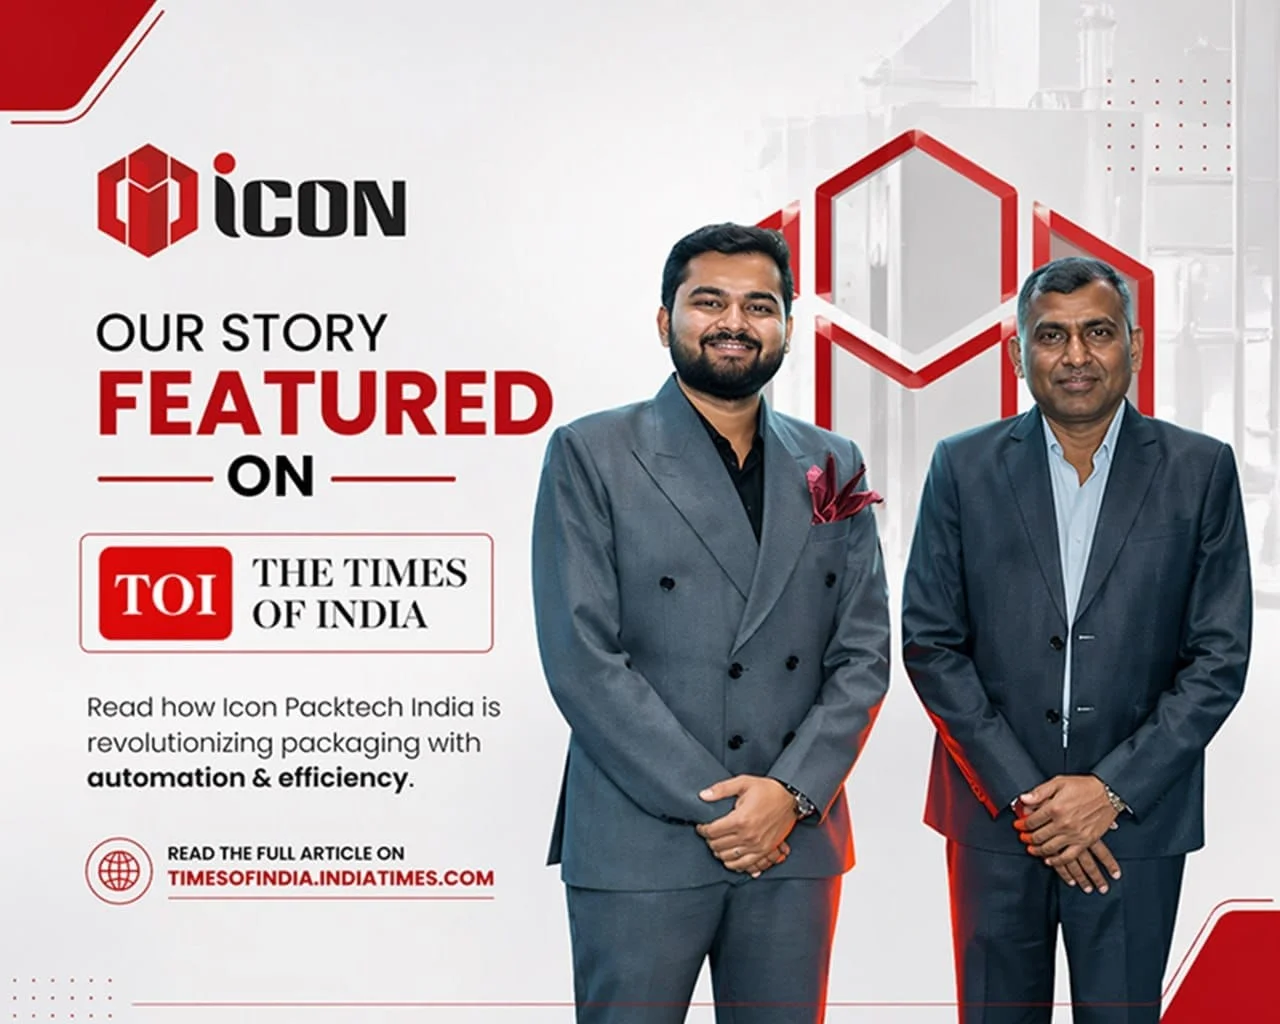 iCON
OUR STORY
FEATURED
ON
TOI
THE TIMES
OF INDIA
Read how Icon Packtech India is
revolutionizing packaging with
automation & efficiency.
READ THE FULL ARTICLE ON
TIMESOFINDIA.INDIATIMES.COM